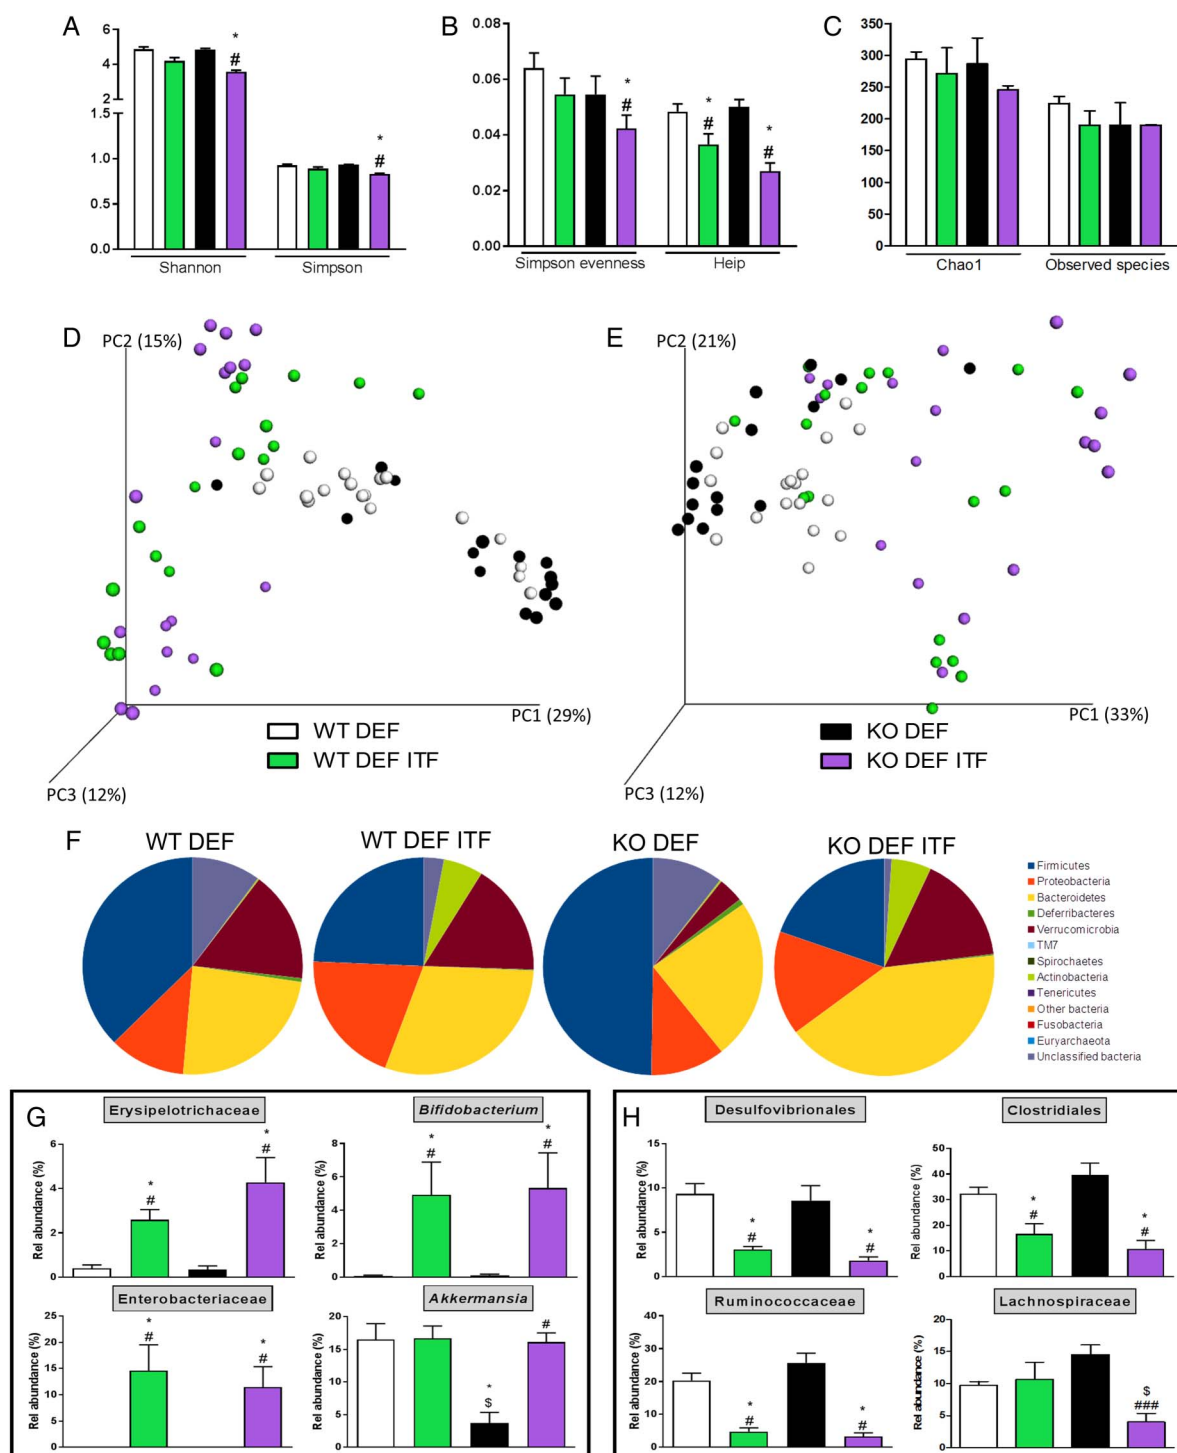 A
6
4
2
1.5
1.0
0.5
0.0
*
#
*
#
Shannon
Simpson
B
0.08
0.06
0.04
0.02
0.00
*
#
*
#
*
#
Simpson evenness
Heip
C
350
300
250
200
150
100
50
0
Chao1
Observed species
D
PC2 (15%)
PC1 (29%)
PC3 (12%)
E
PC2 (21%)
PC1 (33%)
PC3 (12%)
WT DEF
WT DEF ITF
KO DEF
KO DEF ITF
F
WT DEF
WT DEF ITF
KO DEF
KO DEF ITF
Firmicutes
Proteobacteria
Bacteroidetes
Deferribacteres
Verrucomicrobia
TM7
Spirochaetes
Actinobacteria
Tenericutes
Other bacteria
Fusobacteria
Euryarchaeota
Unclassified bacteria
G
Erysipelotrichaceae
Rel abundance (%)
6
4
2
0
*
#
*
#
Bifidobacterium
Rel abundance (%)
8
6
4
2
0
*
#
*
#
Enterobacteriaceae
Rel abundance (%)
25
20
15
10
5
0
*
#
*
#
Akkermansia
Rel abundance (%)
20
15
10
5
0
*
$
#
H
Desulfovibrionales
Rel abundance (%)
15
10
5
0
*
#
*
#
Clostridiales
Rel abundance (%)
50
40
30
20
10
0
*
#
*
#
Ruminococcaceae
Rel abundance (%)
40
30
20
10
0
*
#
*
#
Lachnospiraceae
Rel abundance (%)
20
15
10
5
0
$
###